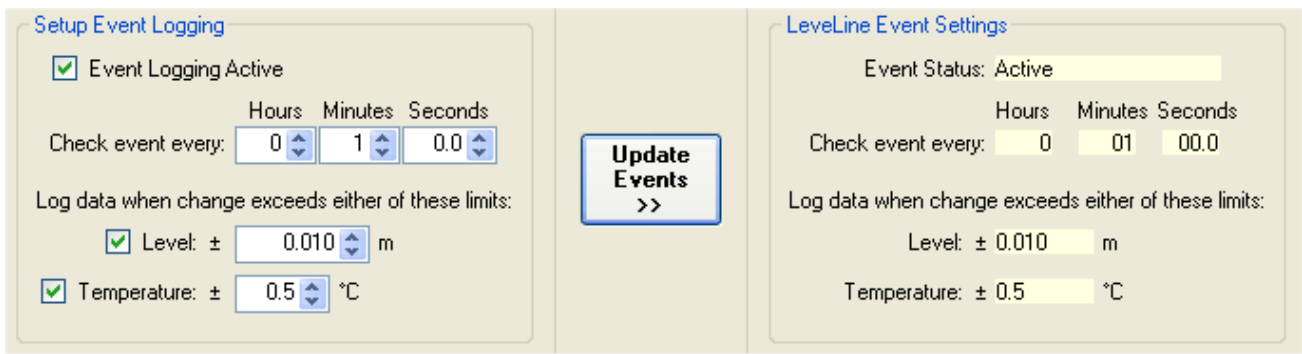 Setup Event Logging
Event Logging Active
Hours Minutes Seconds
Check event every: 0 1 0.0
Log data when change exceeds either of these limits:
Level: ± 0.010 m
Temperature: ± 0.5 °C
Update
Events
>>
LeveLine Event Settings
Event Status: Active
Hours Minutes Seconds
Check event every: 0 01 00.0
Log data when change exceeds either of these limits:
Level: ± 0.010 m
Temperature: ± 0.5 °C